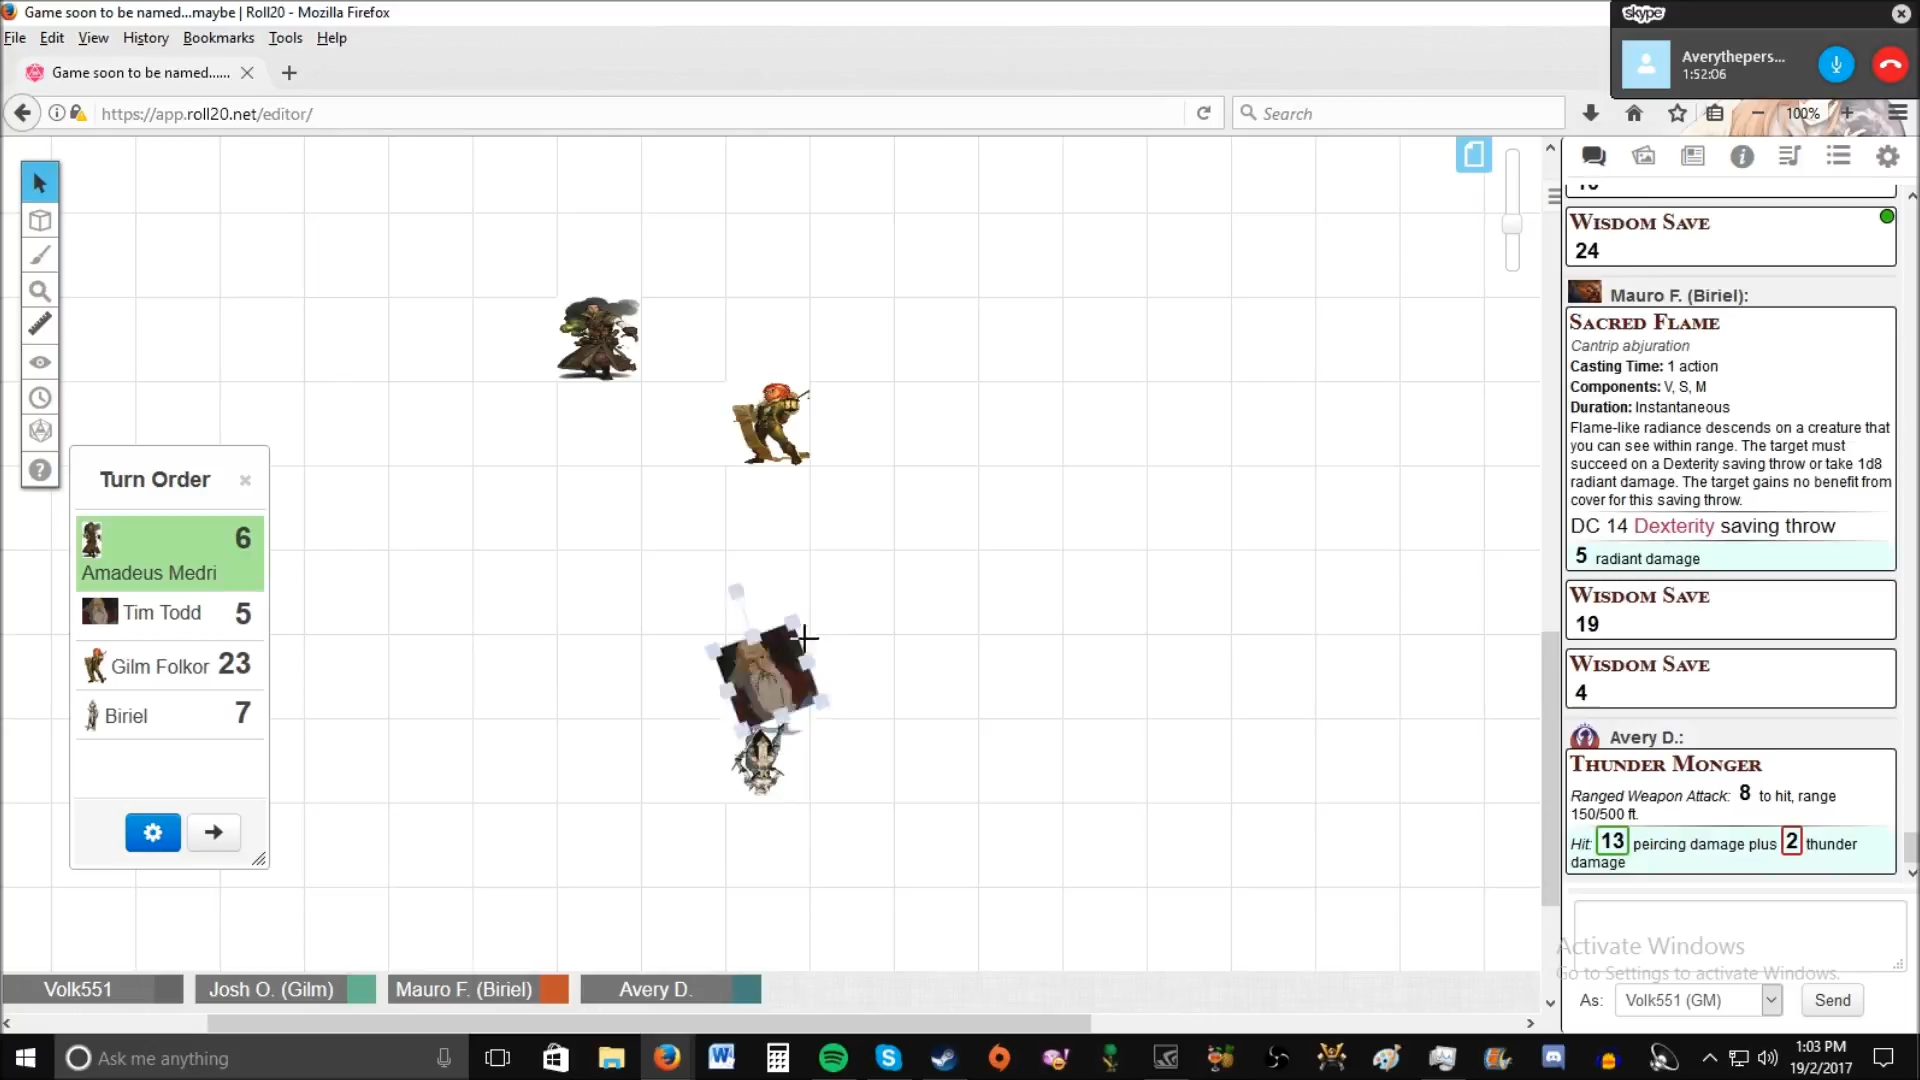 Game soon to be named...maybe | Roll20 - Mozilla Firefox
File Edit View History Bookmarks Tools Help
Game soon to be named......
https://app.roll20.net/editor/
Search
100%
skype
Averythepers...
1:52:06
Turn Order
6
Amadeus Medri
Tim Todd 5
Gilm Folkor 23
Biriel 7
Wisdom Save
24
Mauro F. (Biriel):
Sacred Flame
Cantrip abjuration
Casting Time: 1 action
Components: V, S, M
Duration: Instantaneous
Flame-like radiance descends on a creature that
you can see within range. The target must
succeed on a Dexterity saving throw or take 1d8
radiant damage. The target gains no benefit from
cover for this saving throw.
DC 14 Dexterity saving throw
5 radiant damage
Wisdom Save
19
Wisdom Save
4
Avery D.:
Thunder Monger
Ranged Weapon Attack: 8 to hit, range
150/500 ft.
Hit: 13 peircing damage plus 2 thunder
damage
Activate Windows
Go to Settings to activate Windows.
As: Volk551 (GM) Send
Volk551 Josh O. (Gilm) Mauro F. (Biriel) Avery D.
Ask me anything
1:03 PM
19/2/2017